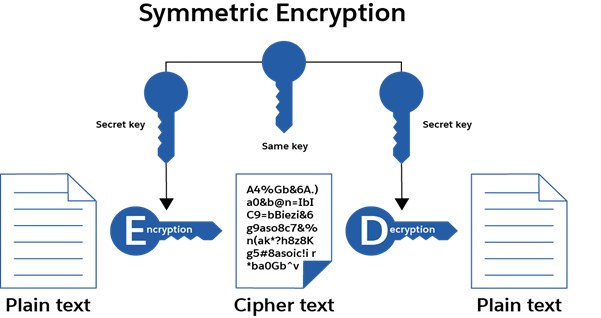 Symmetric Encryption
Secret key
Same key
Secret key
Encryption
A4%Gb&6A.)
a0&b@n=IbI
C9=bBiezi&6
g9aso8c7&%
n(ak*?h8z8K
g5#8asoic!i r
*ba0Gb^v
Decryption
Plain text
Cipher text
Plain text